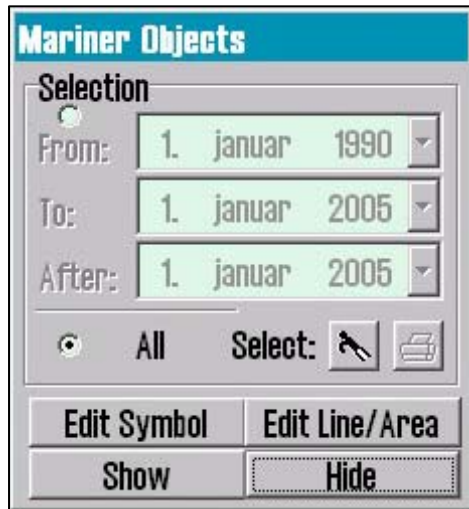 Mariner Objects
Selection
From: 1. januar 1990
To: 1. januar 2005
After: 1. januar 2005
All Select:
Edit Symbol Edit Line/Area
Show Hide